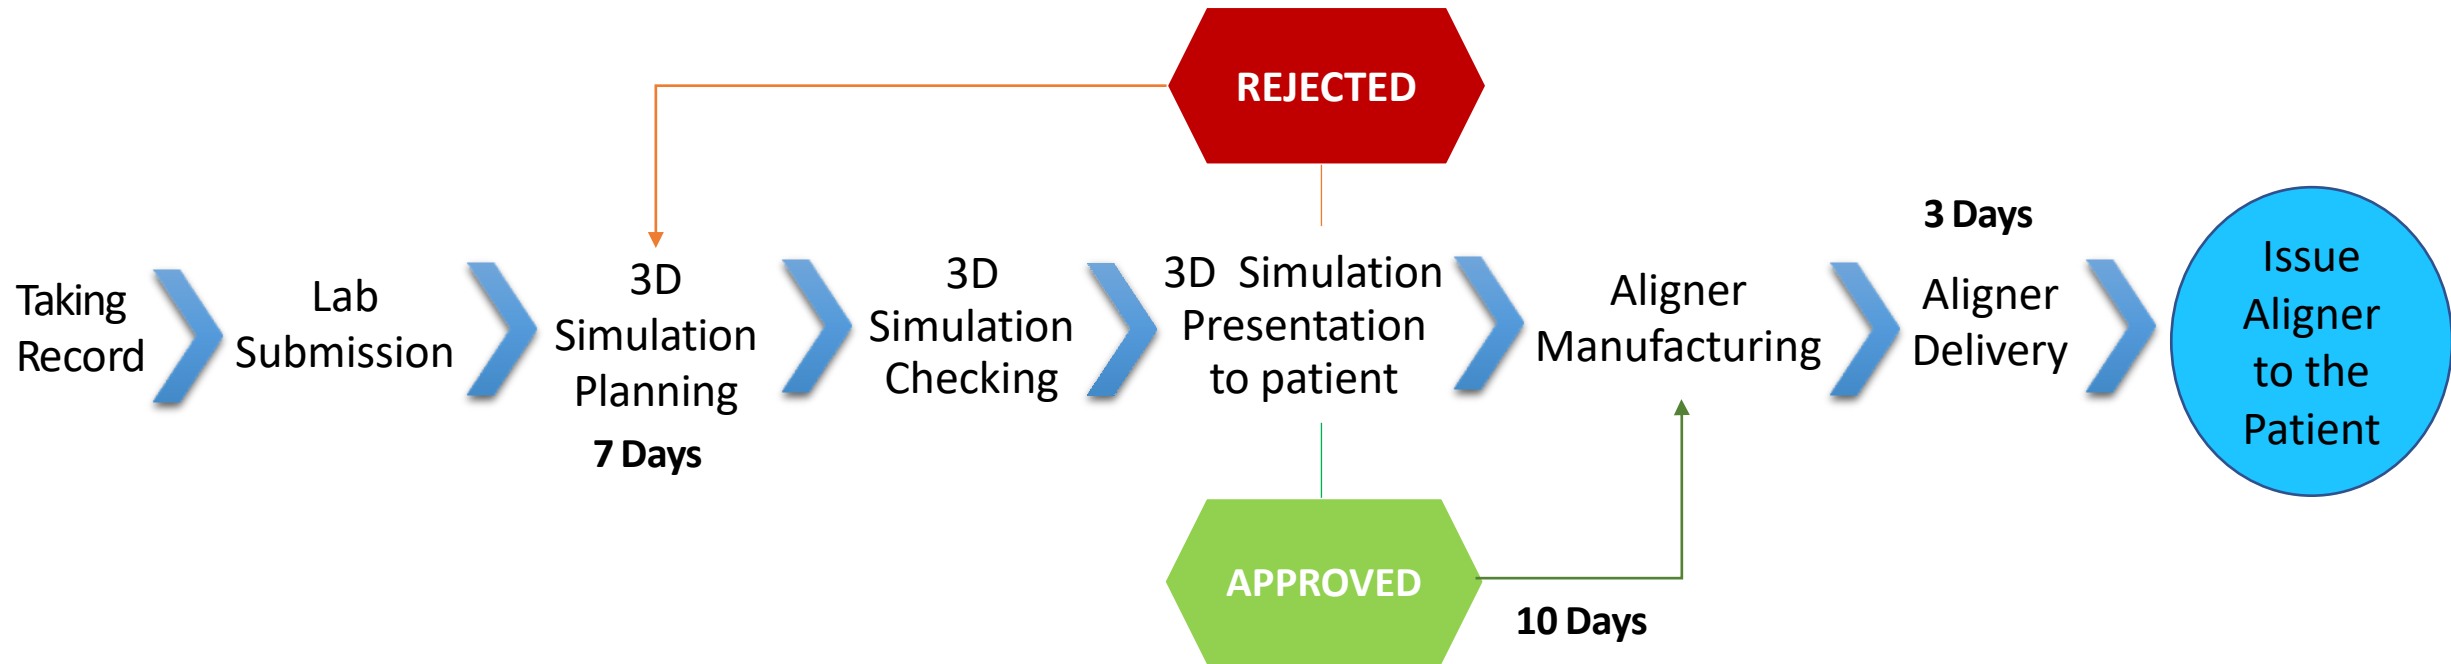 REJECTED
Taking
Record
Lab
Submission
3D
Simulation
Planning
7 Days
3D
Simulation
Checking
3D Simulation
Presentation
to patient
APPROVED
10 Days
Aligner
Manufacturing
3 Days
Aligner
Delivery
Issue
Aligner
to the
Patient